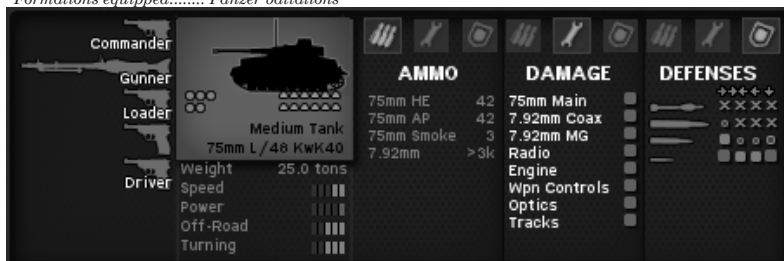 Formations equipped........ Panzer battalions
Commander
Gunner
Loader
Driver
Medium Tank
75mm L/48 KwK40
Weight 25.0 tons
Speed
Power
Off-Road
Turning
AMMO
75mm HE 42
75mm AP 42
75mm Smoke 3
7.92mm >3k
DAMAGE
75mm Main
7.92mm Coax
7.92mm MG
Radio
Engine
Wpn Controls
Optics
Tracks
DEFENSES